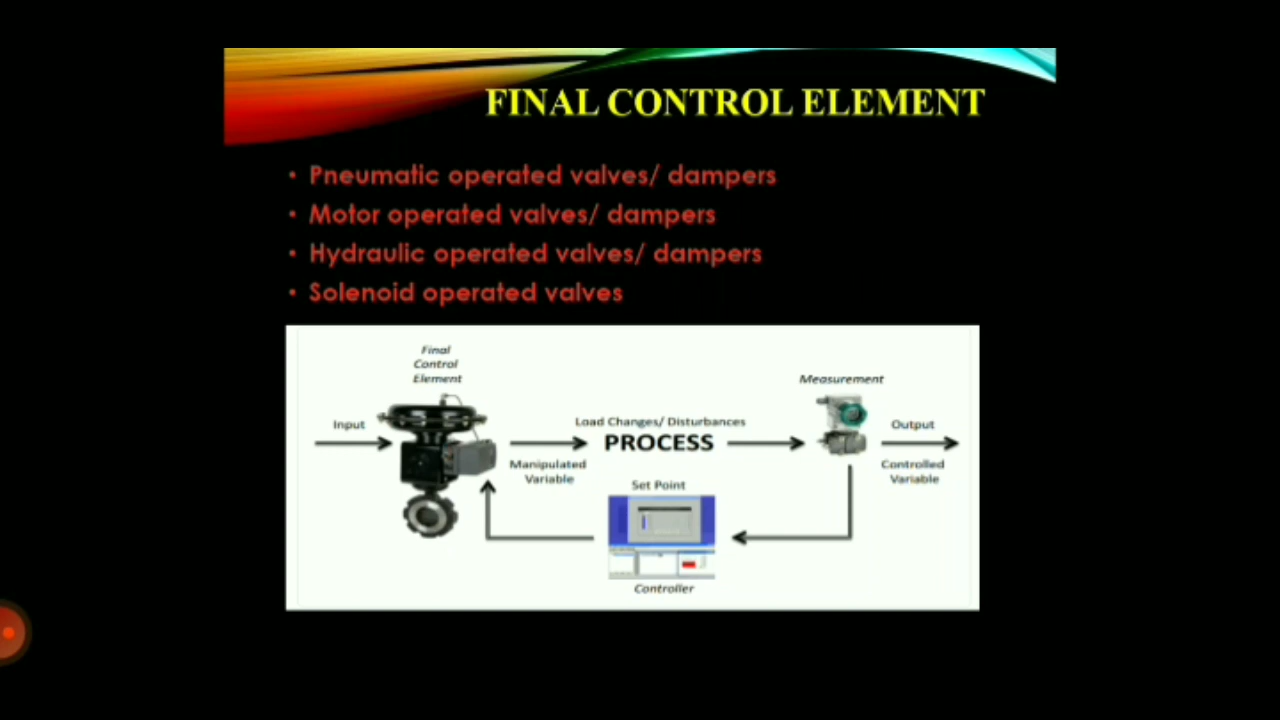 FINAL CONTROL ELEMENT
• Pneumatic operated valves/ dampers
• Motor operated valves/ dampers
• Hydraulic operated valves/ dampers
• Solenoid operated valves
Final
Control
Element
Measurement
Input
Load Changes/ Disturbances
PROCESS
Output
Manipulated
Variable
Controlled
Variable
Set Point
Controller